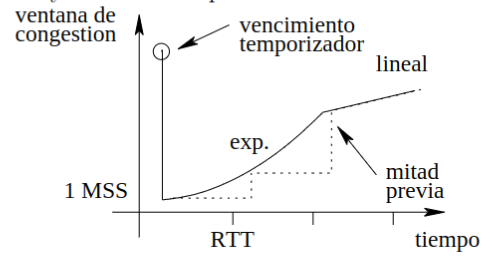 ventana de
congestion
vencimiento
temporizador
lineal
exp.
mitad
previa
1 MSS
RTT
tiempo